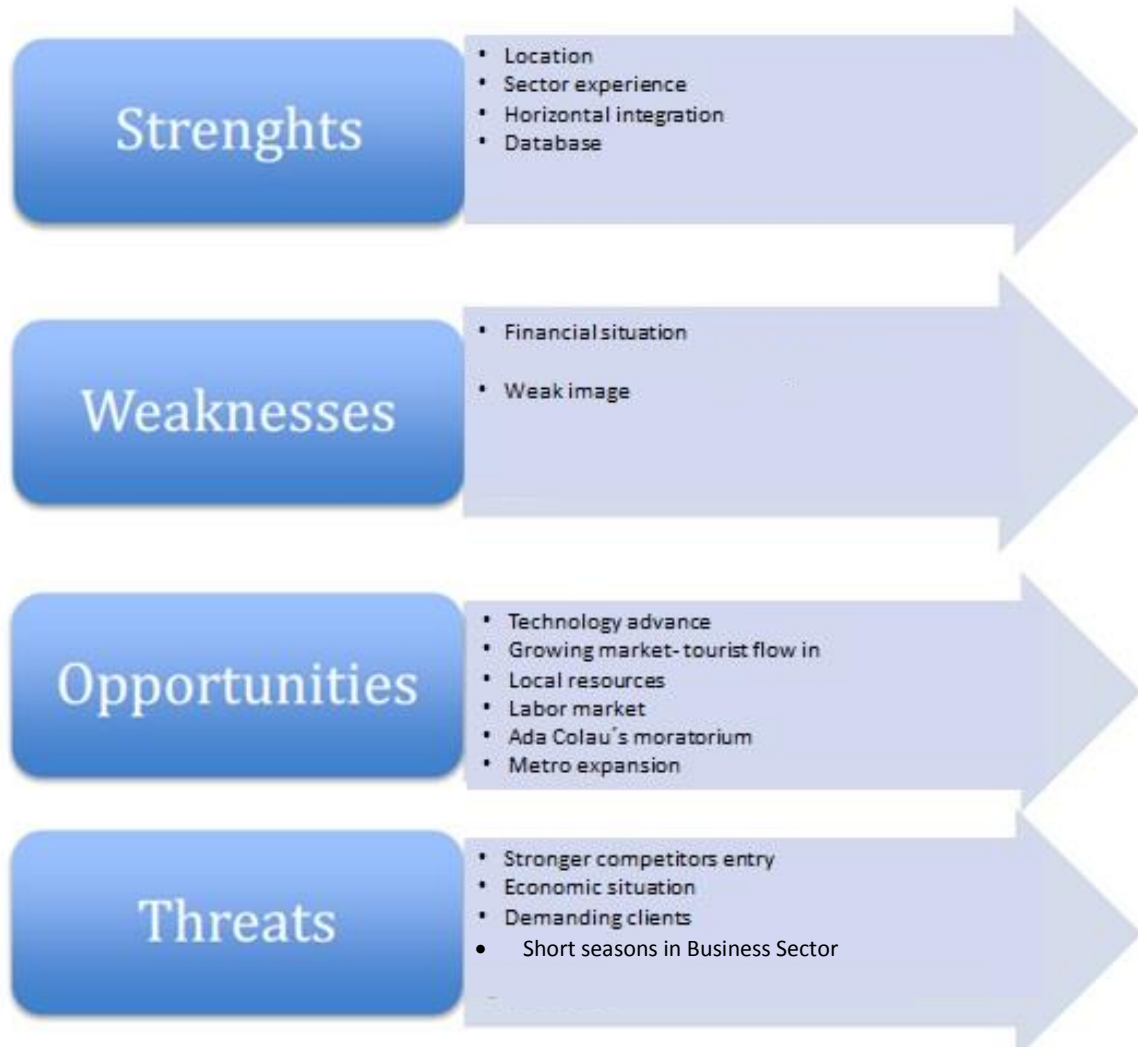 Strenghts
• Location
• Sector experience
• Horizontal integration
• Database
Weaknesses
• Financial situation
• Weak image
Opportunities
• Technology advance
• Growing market- tourist flow in
• Local resources
• Labor market
• Ada Colau´s moratorium
• Metro expansion
Threats
• Stronger competitors entry
• Economic situation
• Demanding clients
• Short seasons in Business Sector